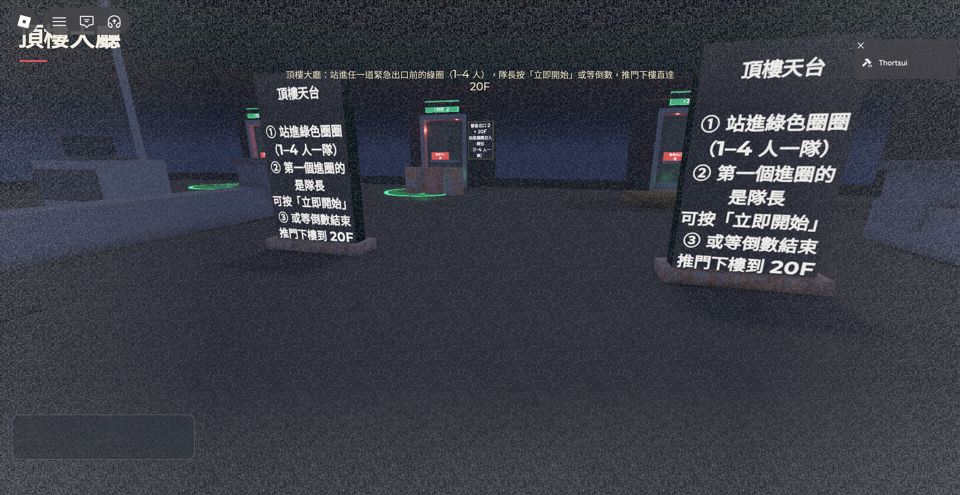 頂樓大廳
Thortsui
頂樓大廳：站進任一道緊急出口前的綠圈（1–4 人），隊長按「立即開始」或等倒數，推門下樓直達
20F
頂樓天台
① 站進綠色圈圈
（1–4 人一隊）
② 第一個進圈的
是隊長
可按「立即開始」
③ 或等倒數結束
推門下樓到 20F
頂樓天台
① 站進綠色圈圈
（1–4 人一隊）
② 第一個進圈的
是隊長
可按「立即開始」
③ 或等倒數結束
推門下樓到 20F